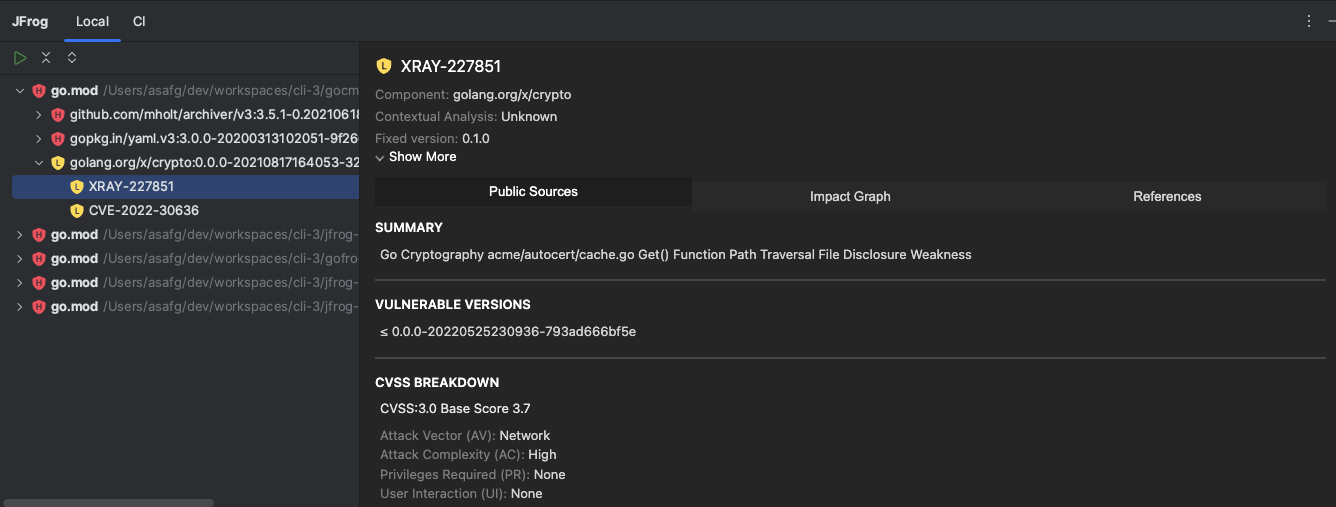 JFrog Local CI
go.mod /Users/asafg/dev/workspaces/cli-3/gocm
github.com/mholt/archiver/v3:3.5.1-0.20210618
gopkg.in/yaml.v3:3.0.0-20200313102051-9f26
golang.org/x/crypto:0.0.0-20210817164053-32
XRAY-227851
CVE-2022-30636
go.mod /Users/asafg/dev/workspaces/cli-3/jfrog-
go.mod /Users/asafg/dev/workspaces/cli-3/gofro
go.mod /Users/asafg/dev/workspaces/cli-3/jfrog-
go.mod /Users/asafg/dev/workspaces/cli-3/jfrog-
XRAY-227851
Component: golang.org/x/crypto
Contextual Analysis: Unknown
Fixed version: 0.1.0
Show More
Public Sources Impact Graph References
SUMMARY
Go Cryptography acme/autocert/cache.go Get() Function Path Traversal File Disclosure Weakness
VULNERABLE VERSIONS
≤ 0.0.0-20220525230936-793ad666bf5e
CVSS BREAKDOWN
CVSS:3.0 Base Score 3.7
Attack Vector (AV): Network
Attack Complexity (AC): High
Privileges Required (PR): None
User Interaction (UI): None